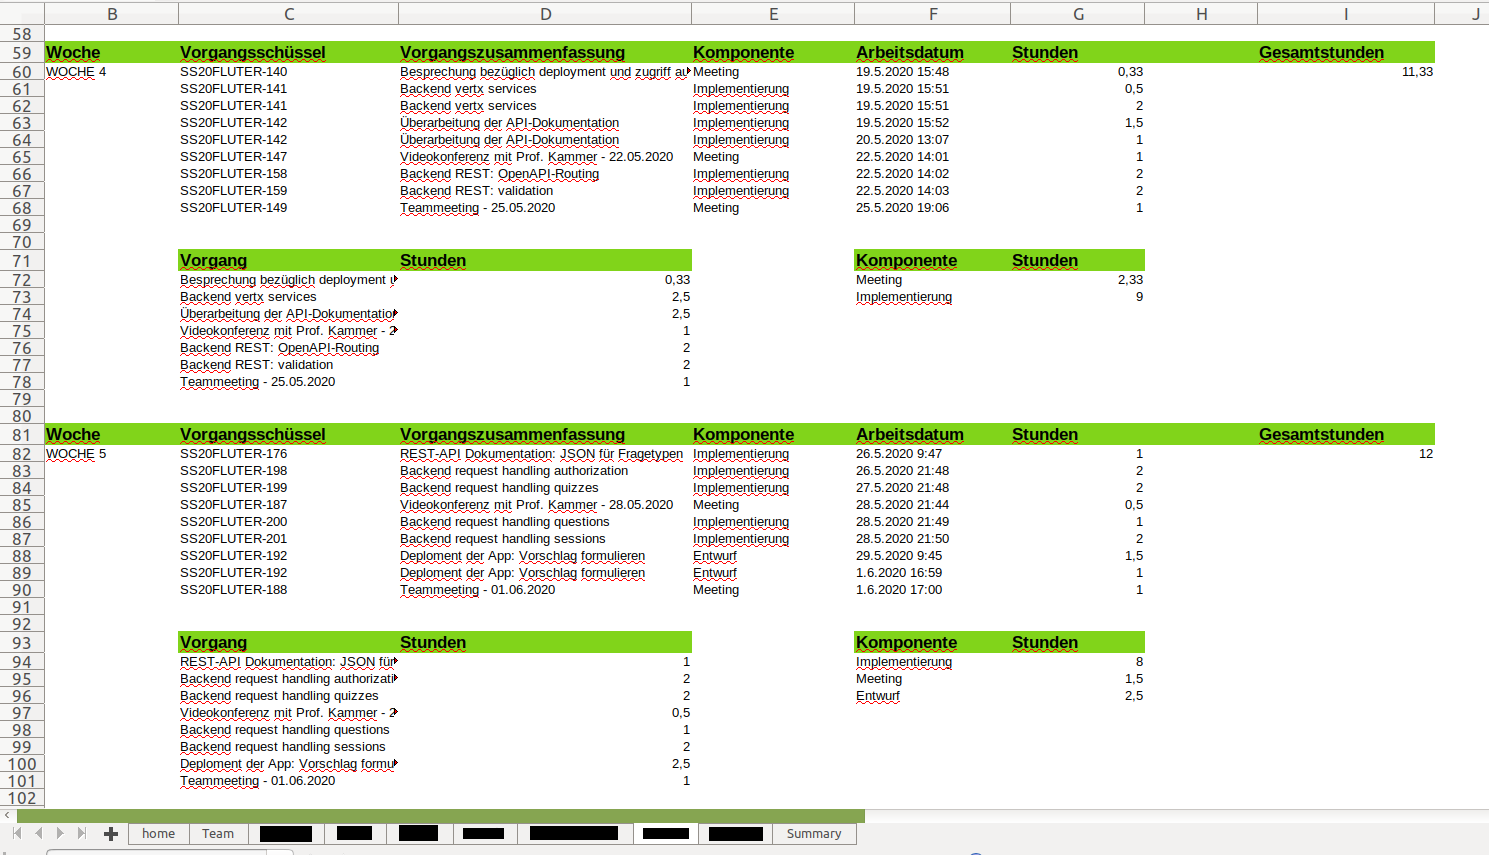 B C D E F G H I J
58
59 Woche Vorgangsschüssel Vorgangszusammenfassung Komponente Arbeitsdatum Stunden Gesamtstunden
60 WOCHE 4 SS20FLUTER-140 Besprechung bezüglich deployment und zugriff au Meeting 19.5.2020 15:48 0,33 11,33
61 SS20FLUTER-141 Backend vertx services Implementierung 19.5.2020 15:51 0,5
62 SS20FLUTER-141 Backend vertx services Implementierung 19.5.2020 15:51 2
63 SS20FLUTER-142 Überarbeitung der API-Dokumentation Implementierung 19.5.2020 15:52 1,5
64 SS20FLUTER-142 Überarbeitung der API-Dokumentation Implementierung 20.5.2020 13:07 1
65 SS20FLUTER-147 Videokonferenz mit Prof. Kammer - 22.05.2020 Meeting 22.5.2020 14:01 1
66 SS20FLUTER-158 Backend REST: OpenAPI-Routing Implementierung 22.5.2020 14:02 2
67 SS20FLUTER-159 Backend REST: validation Implementierung 22.5.2020 14:03 2
68 SS20FLUTER-149 Teammeeting - 25.05.2020 Meeting 25.5.2020 19:06 1
69
70
71 Vorgang Stunden Komponente Stunden
72 Besprechung bezüglich deployment u 0,33 Meeting 2,33
73 Backend vertx services 2,5 Implementierung 9
74 Überarbeitung der API-Dokumentation 2,5
75 Videokonferenz mit Prof. Kammer - 2 1
76 Backend REST: OpenAPI-Routing 2
77 Backend REST: validation 2
78 Teammeeting - 25.05.2020 1
79
80
81 Woche Vorgangsschüssel Vorgangszusammenfassung Komponente Arbeitsdatum Stunden Gesamtstunden
82 WOCHE 5 SS20FLUTER-176 REST-API Dokumentation: JSON für Fragetypen Implementierung 26.5.2020 9:47 1 12
83 SS20FLUTER-198 Backend request handling authorization Implementierung 26.5.2020 21:48 2
84 SS20FLUTER-199 Backend request handling quizzes Implementierung 27.5.2020 21:48 2
85 SS20FLUTER-187 Videokonferenz mit Prof. Kammer - 28.05.2020 Meeting 28.5.2020 21:44 0,5
86 SS20FLUTER-200 Backend request handling questions Implementierung 28.5.2020 21:49 1
87 SS20FLUTER-201 Backend request handling sessions Implementierung 28.5.2020 21:50 2
88 SS20FLUTER-192 Deploment der App: Vorschlag formulieren Entwurf 29.5.2020 9:45 1,5
89 SS20FLUTER-192 Deploment der App: Vorschlag formulieren Entwurf 1.6.2020 16:59 1
90 SS20FLUTER-188 Teammeeting - 01.06.2020 Meeting 1.6.2020 17:00 1
91
92
93 Vorgang Stunden Komponente Stunden
94 REST-API Dokumentation: JSON für 1 Implementierung 8
95 Backend request handling authorizati 2 Meeting 1,5
96 Backend request handling quizzes 2 Entwurf 2,5
97 Videokonferenz mit Prof. Kammer - 2 0,5
98 Backend request handling questions 1
99 Backend request handling sessions 2
100 Deploment der App: Vorschlag formu 2,5
101 Teammeeting - 01.06.2020 1
102
home Team Summary